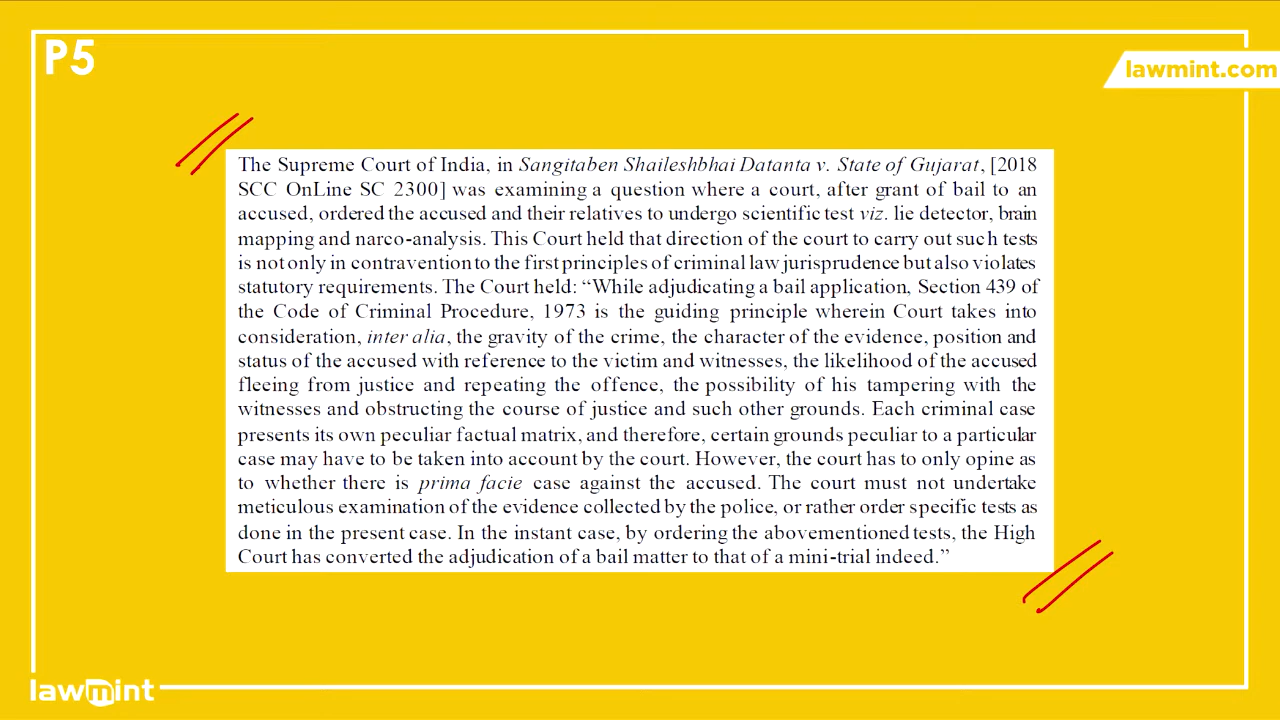 P5
lawmint.com
The Supreme Court of India, in Sangitaben Shaileshbhai Datanta v. State of Gujarat, [2018
SCC OnLine SC 2300] was examining a question where a court, after grant of bail to an
accused, ordered the accused and their relatives to undergo scientific test viz. lie detector, brain
mapping and narco-analysis. This Court held that direction of the court to carry out such tests
is not only in contravention to the first principles of criminal law jurisprudence but also violates
statutory requirements. The Court held: “While adjudicating a bail application, Section 439 of
the Code of Criminal Procedure, 1973 is the guiding principle wherein Court takes into
consideration, inter alia, the gravity of the crime, the character of the evidence, position and
status of the accused with reference to the victim and witnesses, the likelihood of the accused
fleeing from justice and repeating the offence, the possibility of his tampering with the
witnesses and obstructing the course of justice and such other grounds. Each criminal case
presents its own peculiar factual matrix, and therefore, certain grounds peculiar to a particular
case may have to be taken into account by the court. However, the court has to only opine as
to whether there is prima facie case against the accused. The court must not undertake
meticulous examination of the evidence collected by the police, or rather order specific tests as
done in the present case. In the instant case, by ordering the abovementioned tests, the High
Court has converted the adjudication of a bail matter to that of a mini-trial indeed.”
lawmint